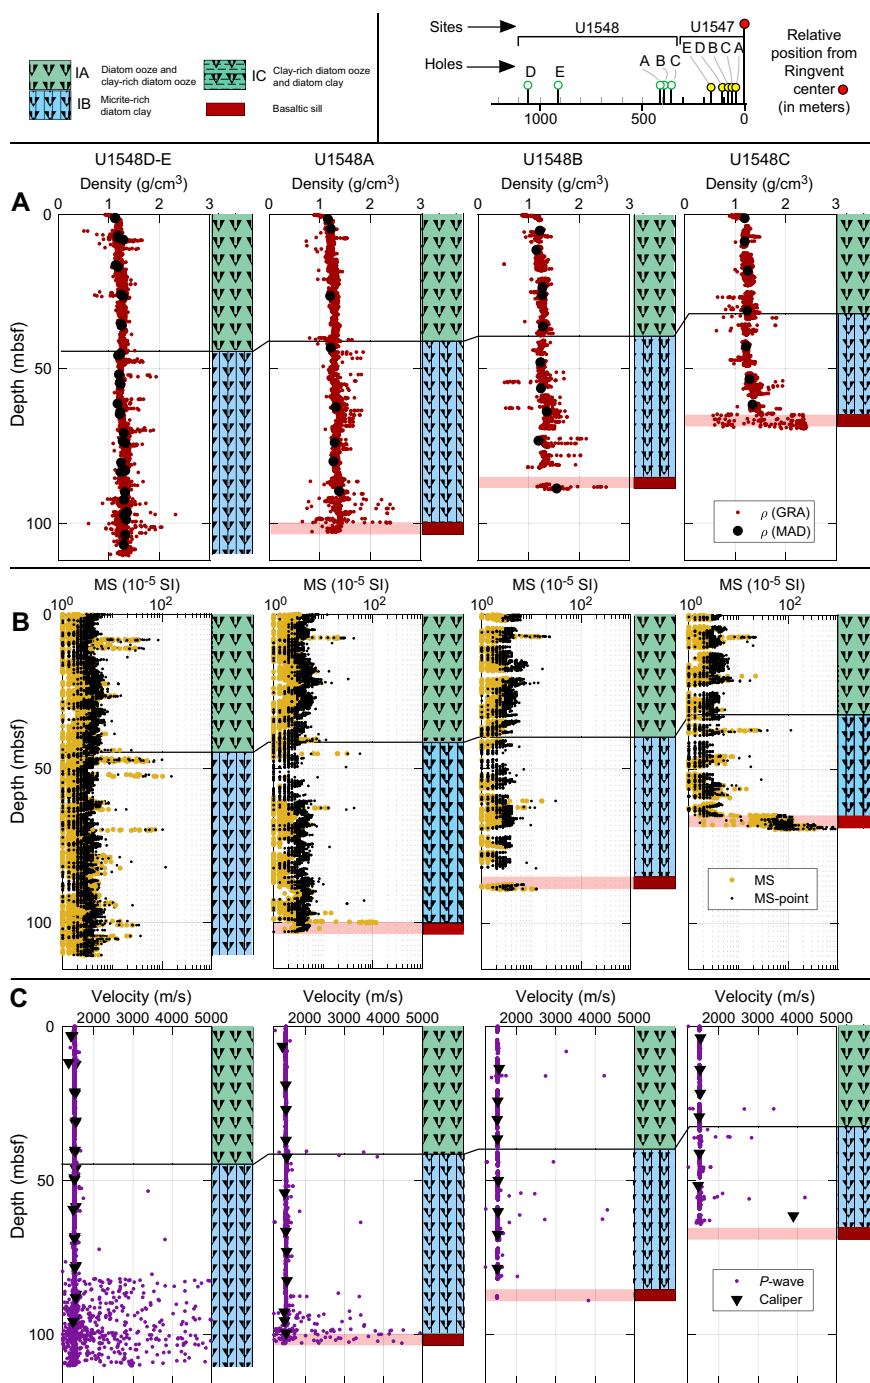 Sites
U1548
U1547
Holes
D
E
A
B
C
E D B C A
1000
500
0
Relative
position from
Ringvent
center
(in meters)
IA
Diatom ooze and
clay-rich diatom ooze
IB
Micrite-rich
diatom clay
IC
Clay-rich diatom ooze
and diatom clay
Basaltic sill
U1548D-E
U1548A
U1548B
U1548C
A
Density (g/cm³)
Density (g/cm³)
Density (g/cm³)
Density (g/cm³)
0 1 2 3
0 1 2 3
0 1 2 3
0 1 2 3
Depth (mbsf)
0
50
100
ρ (GRA)
ρ (MAD)
B
MS (10⁻⁵ SI)
MS (10⁻⁵ SI)
MS (10⁻⁵ SI)
MS (10⁻⁵ SI)
10⁰ 10²
10⁰ 10²
10⁰ 10²
10⁰ 10²
Depth (mbsf)
0
50
100
MS
MS-point
C
Velocity (m/s)
Velocity (m/s)
Velocity (m/s)
Velocity (m/s)
2000 3000 4000 5000
2000 3000 4000 5000
2000 3000 4000 5000
2000 3000 4000 5000
Depth (mbsf)
0
50
100
P-wave
Caliper